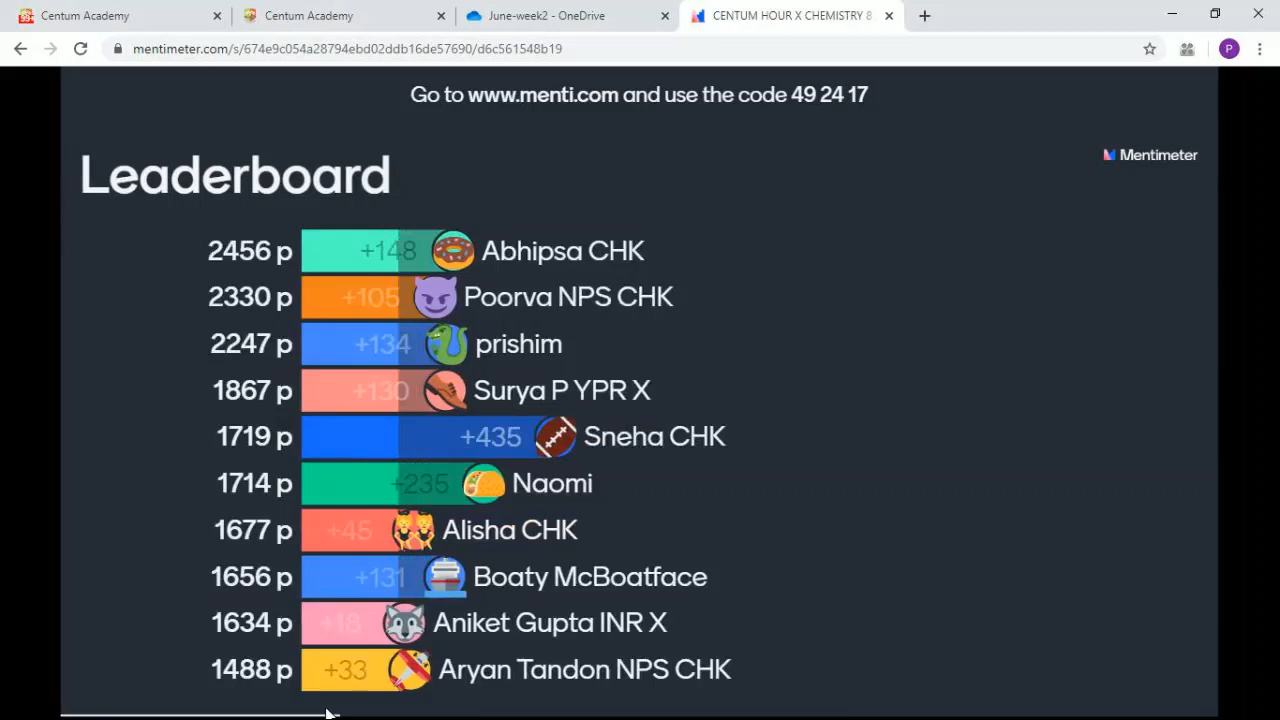 Centum Academy
Centum Academy
June-week2 - OneDrive
CENTUM HOUR X CHEMISTRY 8
mentimeter.com/s/674e9c054a28794ebd02ddb16de57690/d6c561548b19
P
Go to www.menti.com and use the code 49 24 17
Mentimeter
Leaderboard
2456 p +148 Abhipsa CHK
2330 p +105 Poorva NPS CHK
2247 p +134 prishim
1867 p +130 Surya P YPR X
1719 p +435 Sneha CHK
1714 p +235 Naomi
1677 p +45 Alisha CHK
1656 p +131 Boaty McBoatface
1634 p +18 Aniket Gupta INR X
1488 p +33 Aryan Tandon NPS CHK